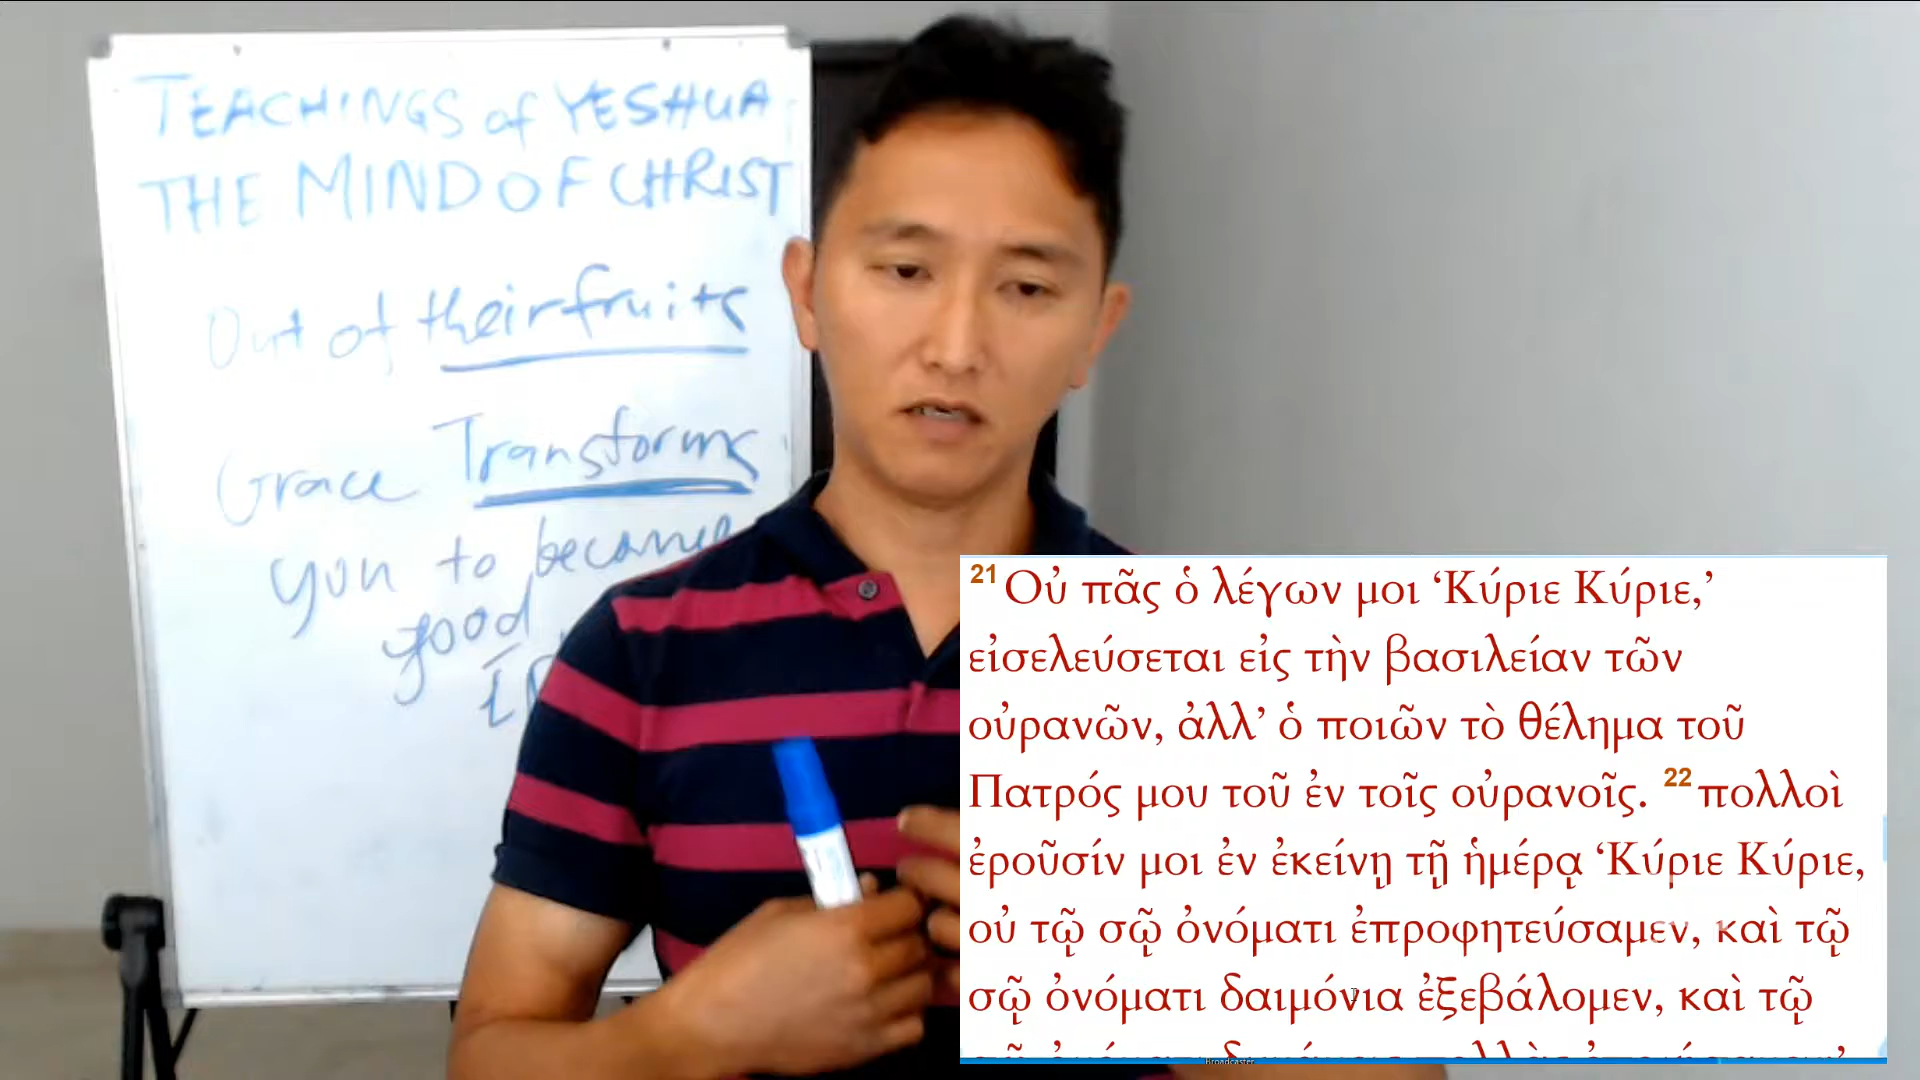 TEACHINGS of YESHUA
THE MIND OF CHRIST
Out of their fruits
Grace Transforms
you to become
good
21 Οὐ πᾶς ὁ λέγων μοι ‘Κύριε Κύριε,’
εἰσελεύσεται εἰς τὴν βασιλείαν τῶν
οὐρανῶν, ἀλλ’ ὁ ποιῶν τὸ θέλημα τοῦ
Πατρός μου τοῦ ἐν τοῖς οὐρανοῖς. 22 πολλοὶ
ἐροῦσίν μοι ἐν ἐκείνῃ τῇ ἡμέρᾳ ‘Κύριε Κύριε,
οὐ τῷ σῷ ὀνόματι ἐπροφητεύσαμεν, καὶ τῷ
σῷ ὀνόματι δαιμόνια ἐξεβάλομεν, καὶ τῷ
Broadcaster